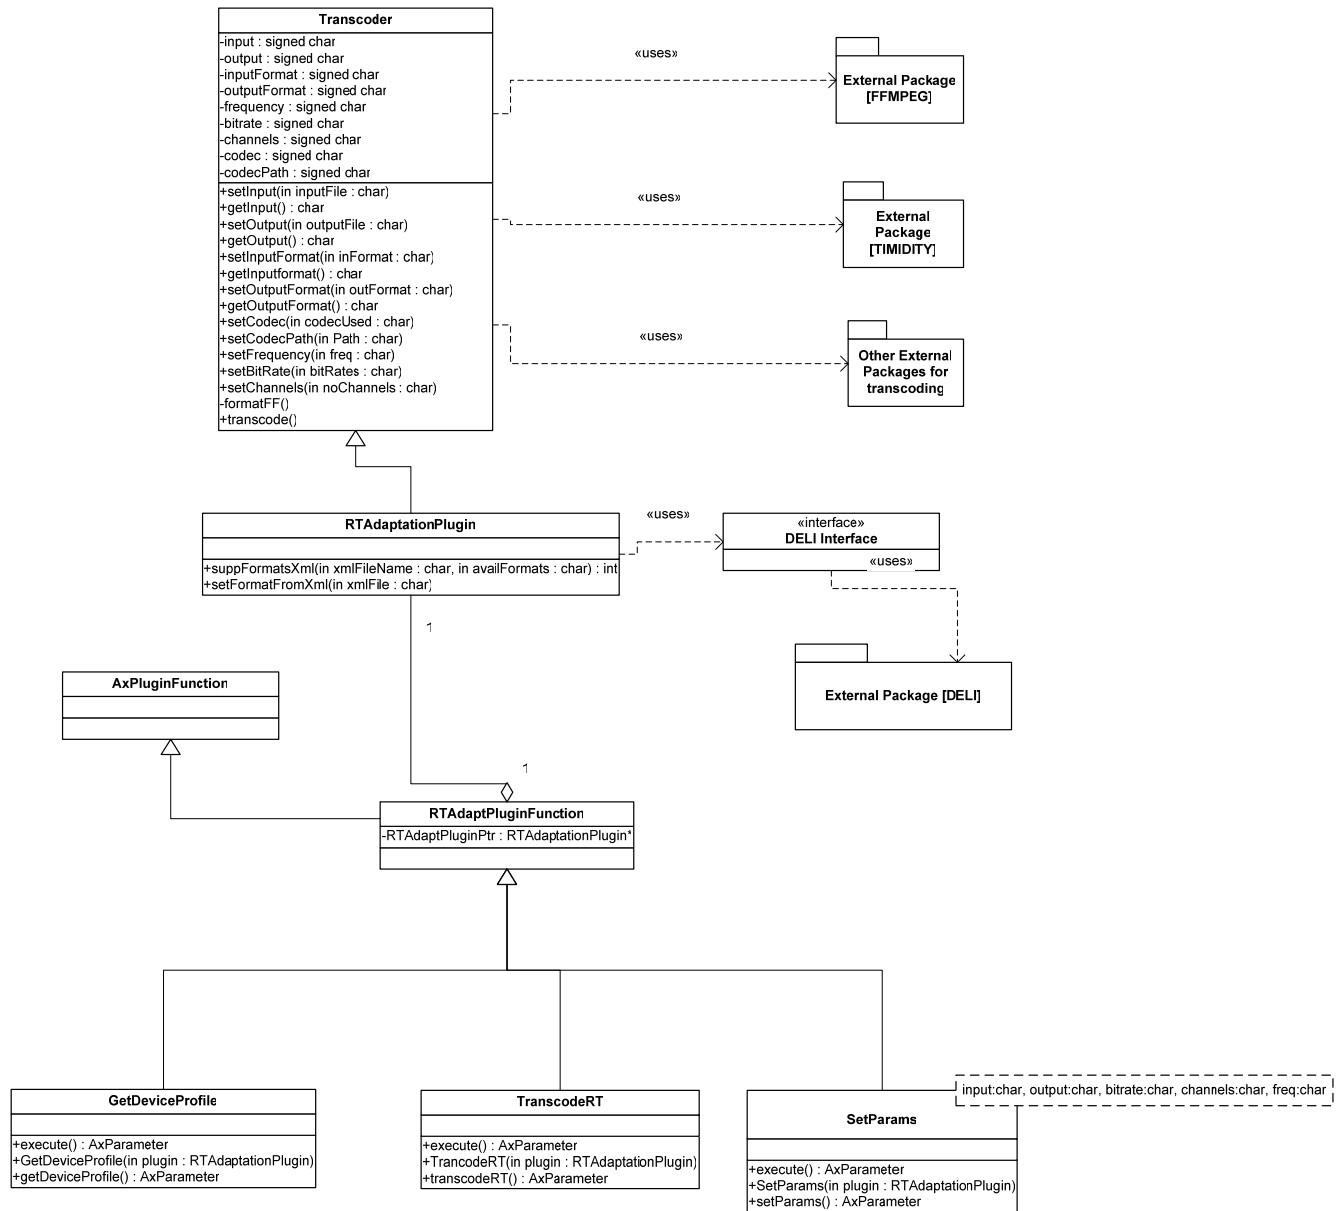 Transcoder
-input : signed char
-output : signed char
-inputFormat : signed char
-outputFormat : signed char
-frequency : signed char
-bitrate : signed char
-channels : signed char
-codec : signed char
-codecPath : signed char
+setInput(in inputFile : char)
+getInput() : char
+setOutput(in outputFile : char)
+getOutput() : char
+setInputFormat(in inFormat : char)
+getInputformat() : char
+setOutputFormat(in outFormat : char)
+getOutputFormat() : char
+setCodec(in codecUsed : char)
+setCodecPath(in Path : char)
+setFrequency(in freq : char)
+setBitRate(in bitRates : char)
+setChannels(in noChannels : char)
-formatFF()
+transcode()
«uses»
External Package
[FFMPEG]
«uses»
External
Package
[TIMIDITY]
«uses»
Other External
Packages for
transcoding
RTAdaptationPlugin
+suppFormatsXml(in xmlFileName : char, in availFormats : char) : int
+setFormatFromXml(in xmlFile : char)
«uses»
«interface»
DELI Interface
«uses»
External Package [DELI]
1
AxPluginFunction
1
RTAdaptPluginFunction
-RTAdaptPluginPtr : RTAdaptationPlugin*
GetDeviceProfile
+execute() : AxParameter
+GetDeviceProfile(in plugin : RTAdaptationPlugin)
+getDeviceProfile() : AxParameter
TranscodeRT
+execute() : AxParameter
+TrancodeRT(in plugin : RTAdaptationPlugin)
+transcodeRT() : AxParameter
input:char, output:char, bitrate:char, channels:char, freq:char
SetParams
+execute() : AxParameter
+SetParams(in plugin : RTAdaptationPlugin)
+setParams() : AxParameter